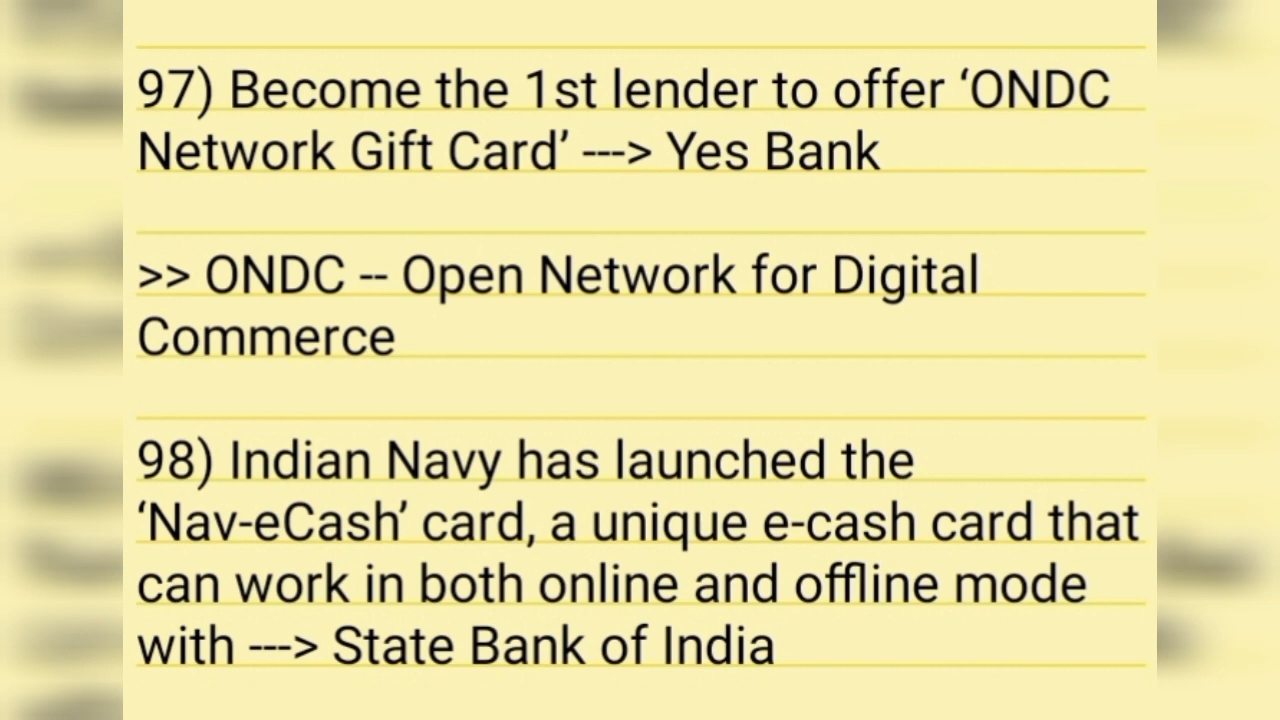 97) Become the 1st lender to offer ‘ONDC
Network Gift Card’ ---> Yes Bank
>> ONDC -- Open Network for Digital
Commerce
98) Indian Navy has launched the
‘Nav-eCash’ card, a unique e-cash card that
can work in both online and offline mode
with ---> State Bank of India